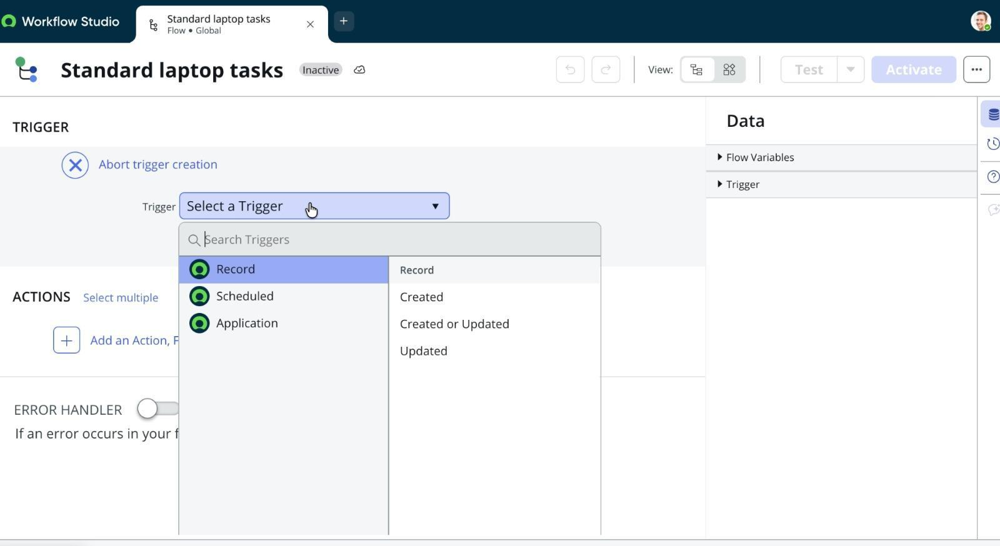 Workflow Studio
Standard laptop tasks
Flow • Global
Standard laptop tasks
Inactive
View:
Test
Activate
TRIGGER
Abort trigger creation
Trigger
Select a Trigger
Search Triggers
Record
Scheduled
Application
Record
Created
Created or Updated
Updated
ACTIONS
Select multiple
Add an Action, F
ERROR HANDLER
If an error occurs in your f
Data
Flow Variables
Trigger